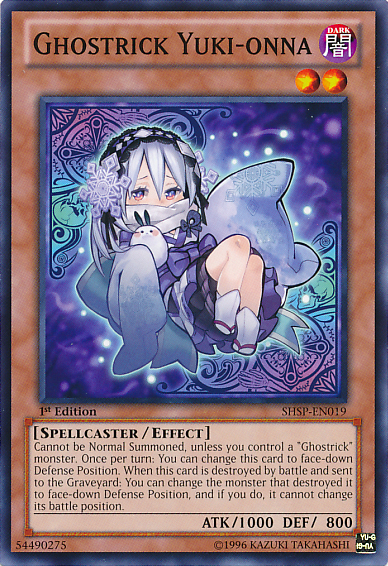 GHOSTRICK YUKI-ONNA
DARK
闇
1st Edition
SHSP-EN019
[SPELLCASTER / EFFECT]
Cannot be Normal Summoned, unless you control a "Ghostrick"
monster. Once per turn: You can change this card to face-down
Defense Position. When this card is destroyed by battle and sent
to the Graveyard: You can change the monster that destroyed it
to face-down Defense Position, and if you do, it cannot change
its battle position.
ATK/1000 DEF/ 800
54490275
©1996 KAZUKI TAKAHASHI